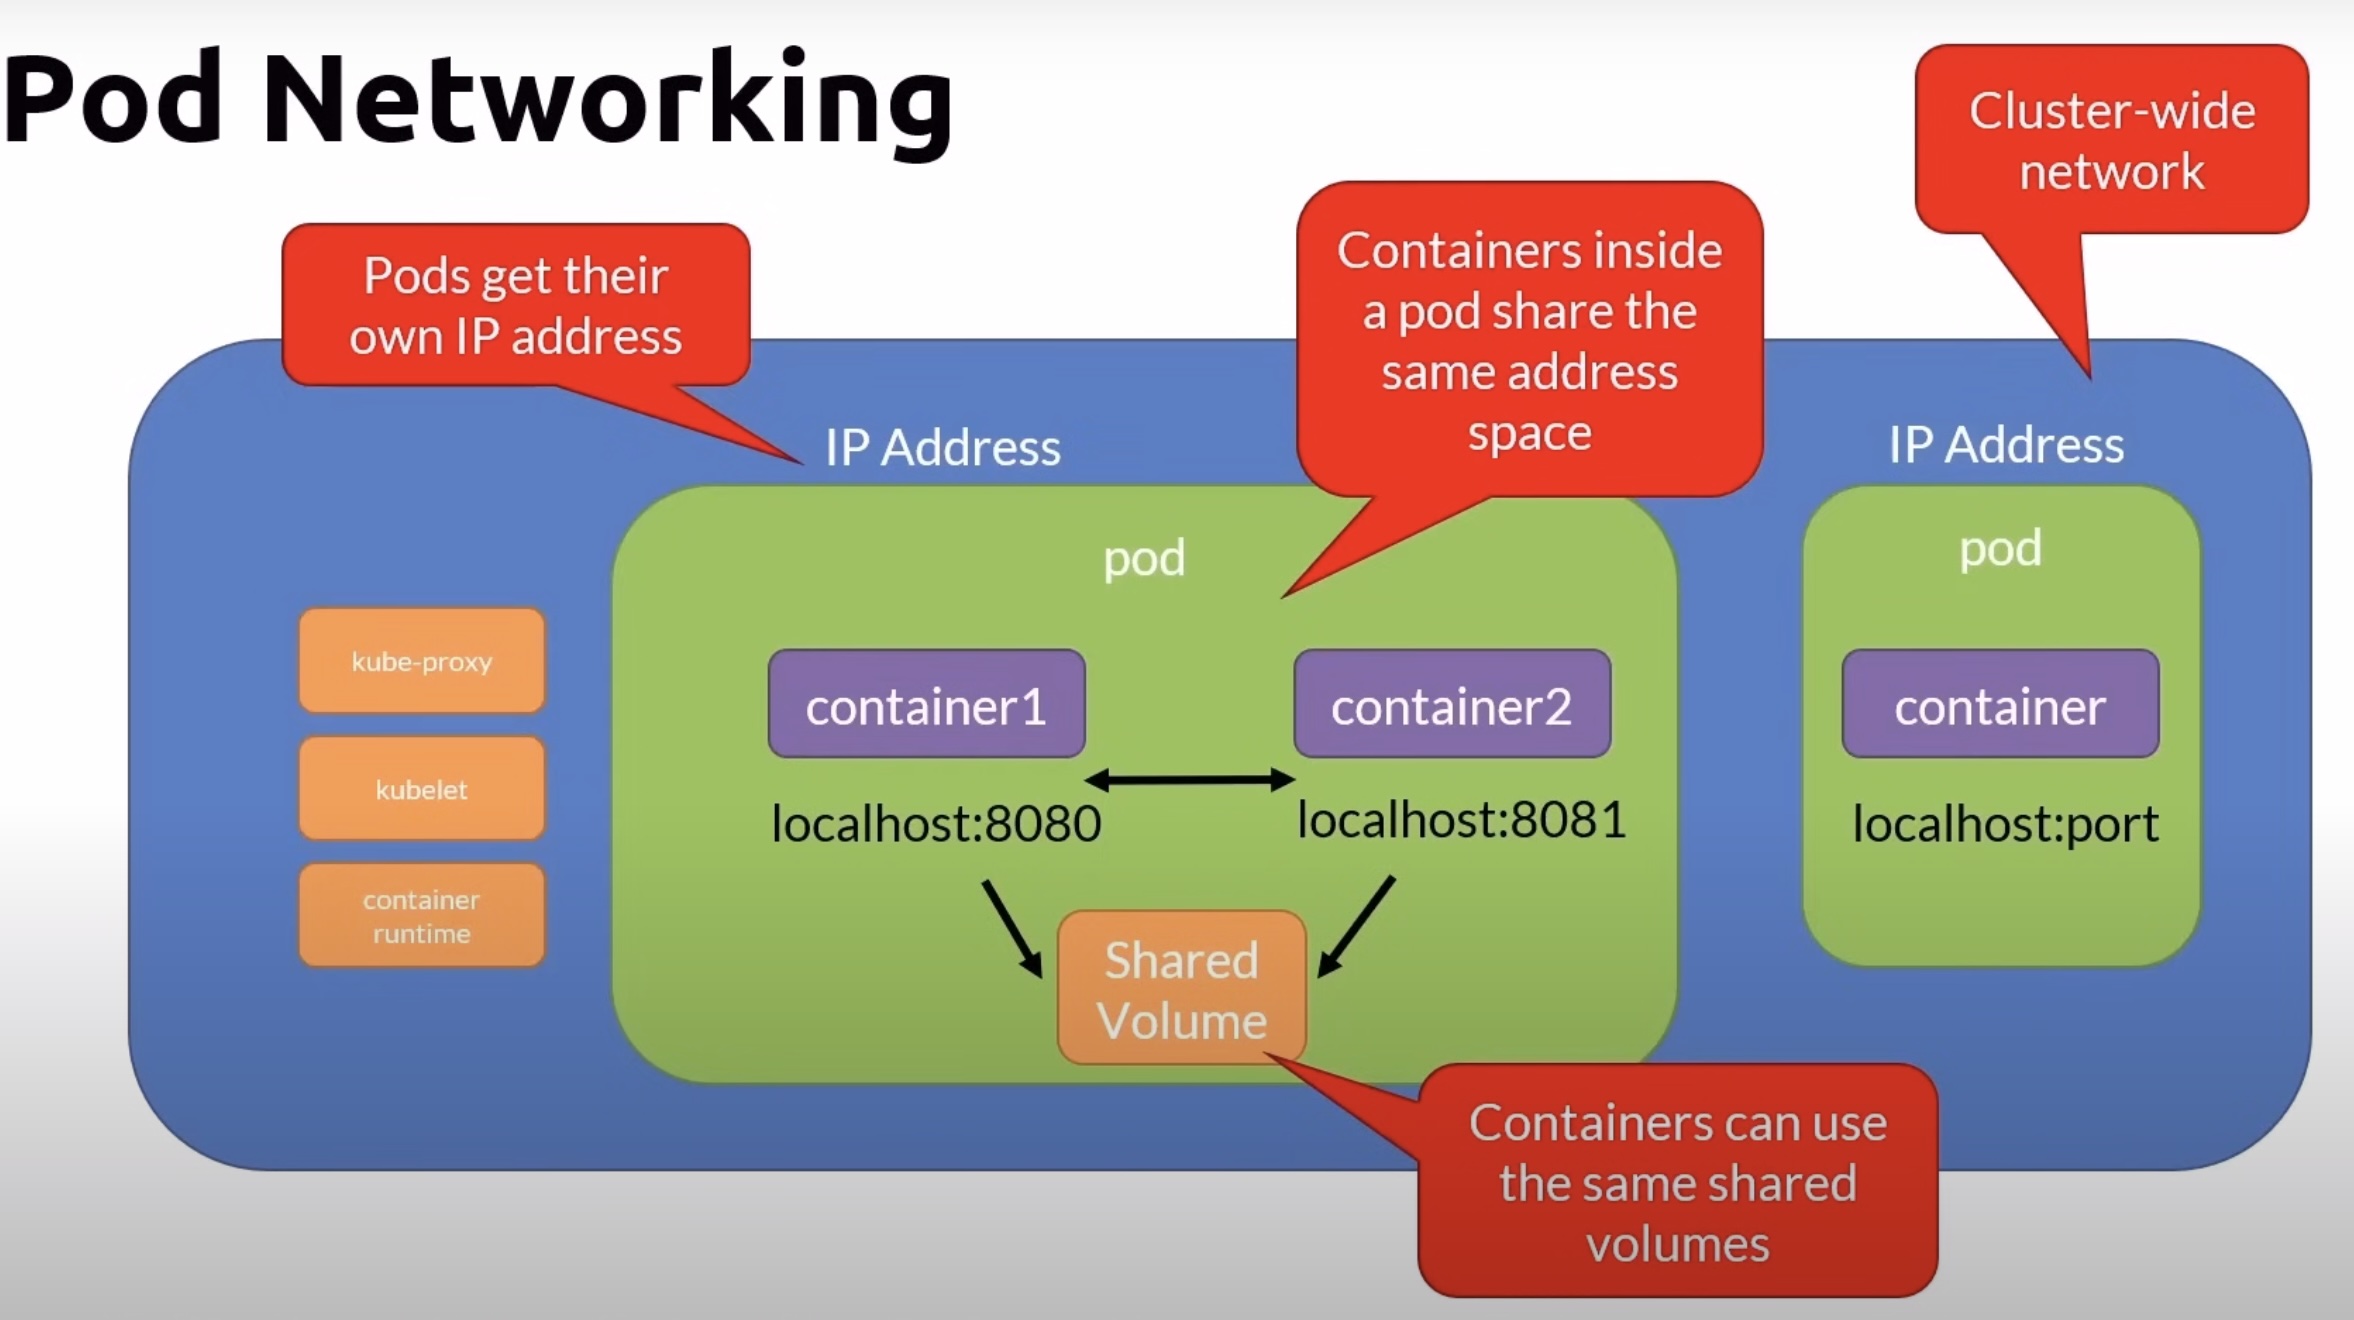 Pod Networking
Cluster-wide
network
Pods get their
own IP address
Containers inside
a pod share the
same address
space
IP Address
IP Address
pod
pod
kube-proxy
kubelet
container
runtime
container1
container2
container
localhost:8080
localhost:8081
localhost:port
Shared
Volume
Containers can use
the same shared
volumes